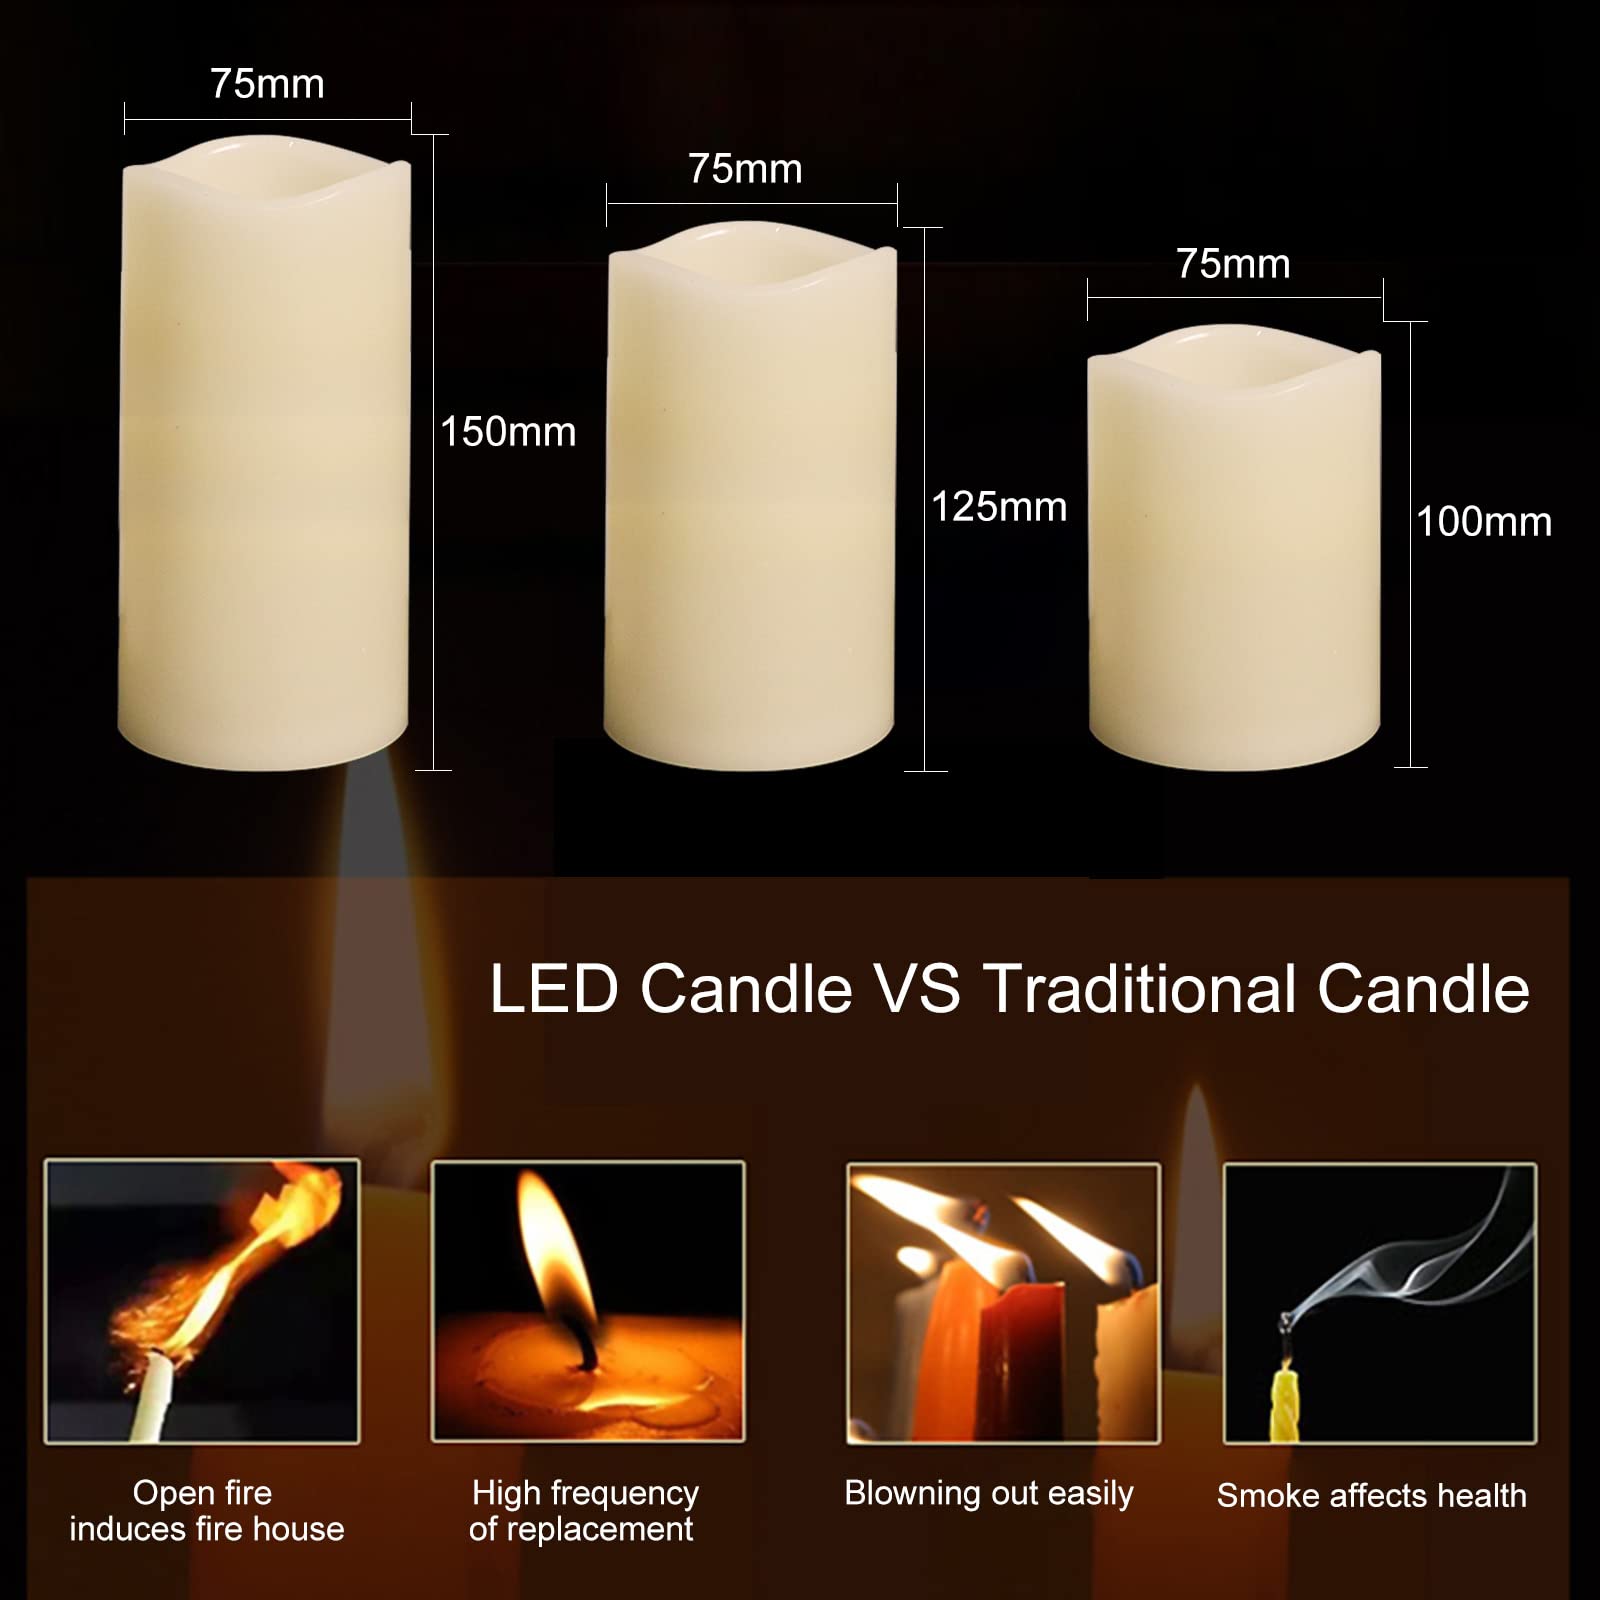 75mm
75mm
75mm
150mm
125mm
100mm
LED Candle VS Traditional Candle
Open fire
induces fire house
High frequency
of replacement
Blowning out easily
Smoke affects health